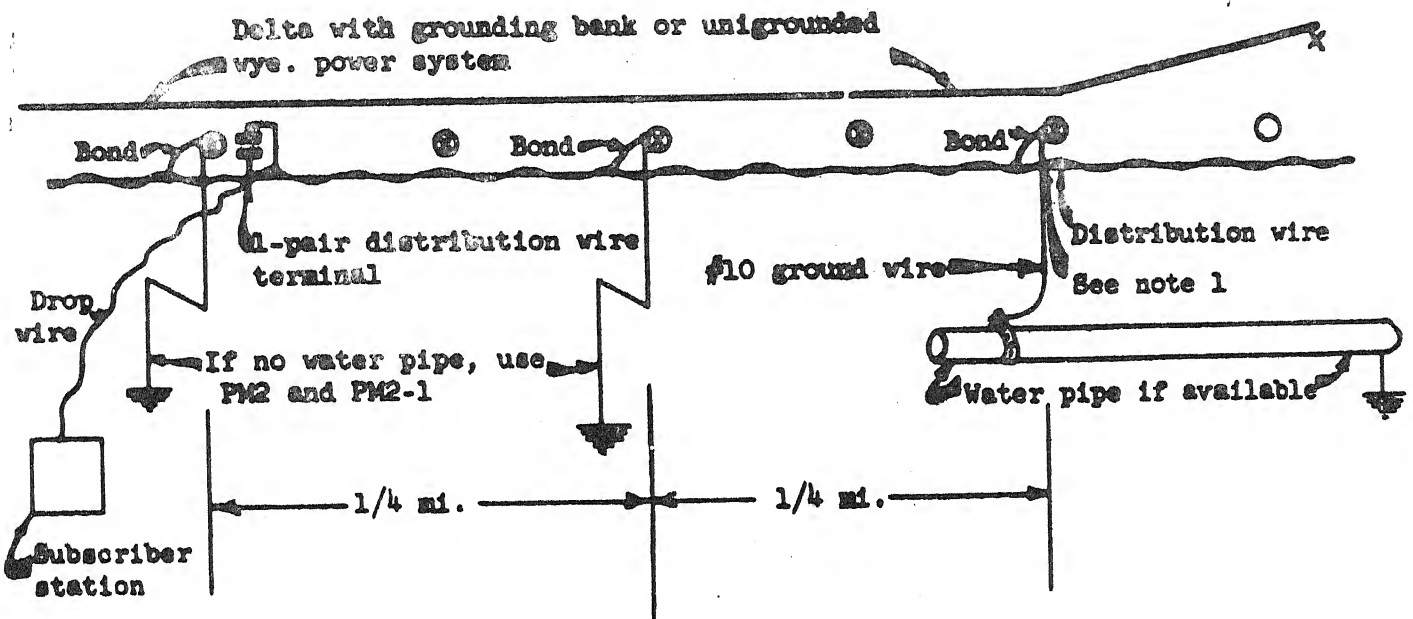 Delta with grounding bank or unigrounded
wye. power system
x
Bond
Bond
Bond
1-pair distribution wire
terminal
Distribution wire
#10 ground wire
See note 1
Drop
wire
If no water pipe, use
PM2 and PM2-1
Water pipe if available
1/4 mi.
1/4 mi.
Subscriber
station